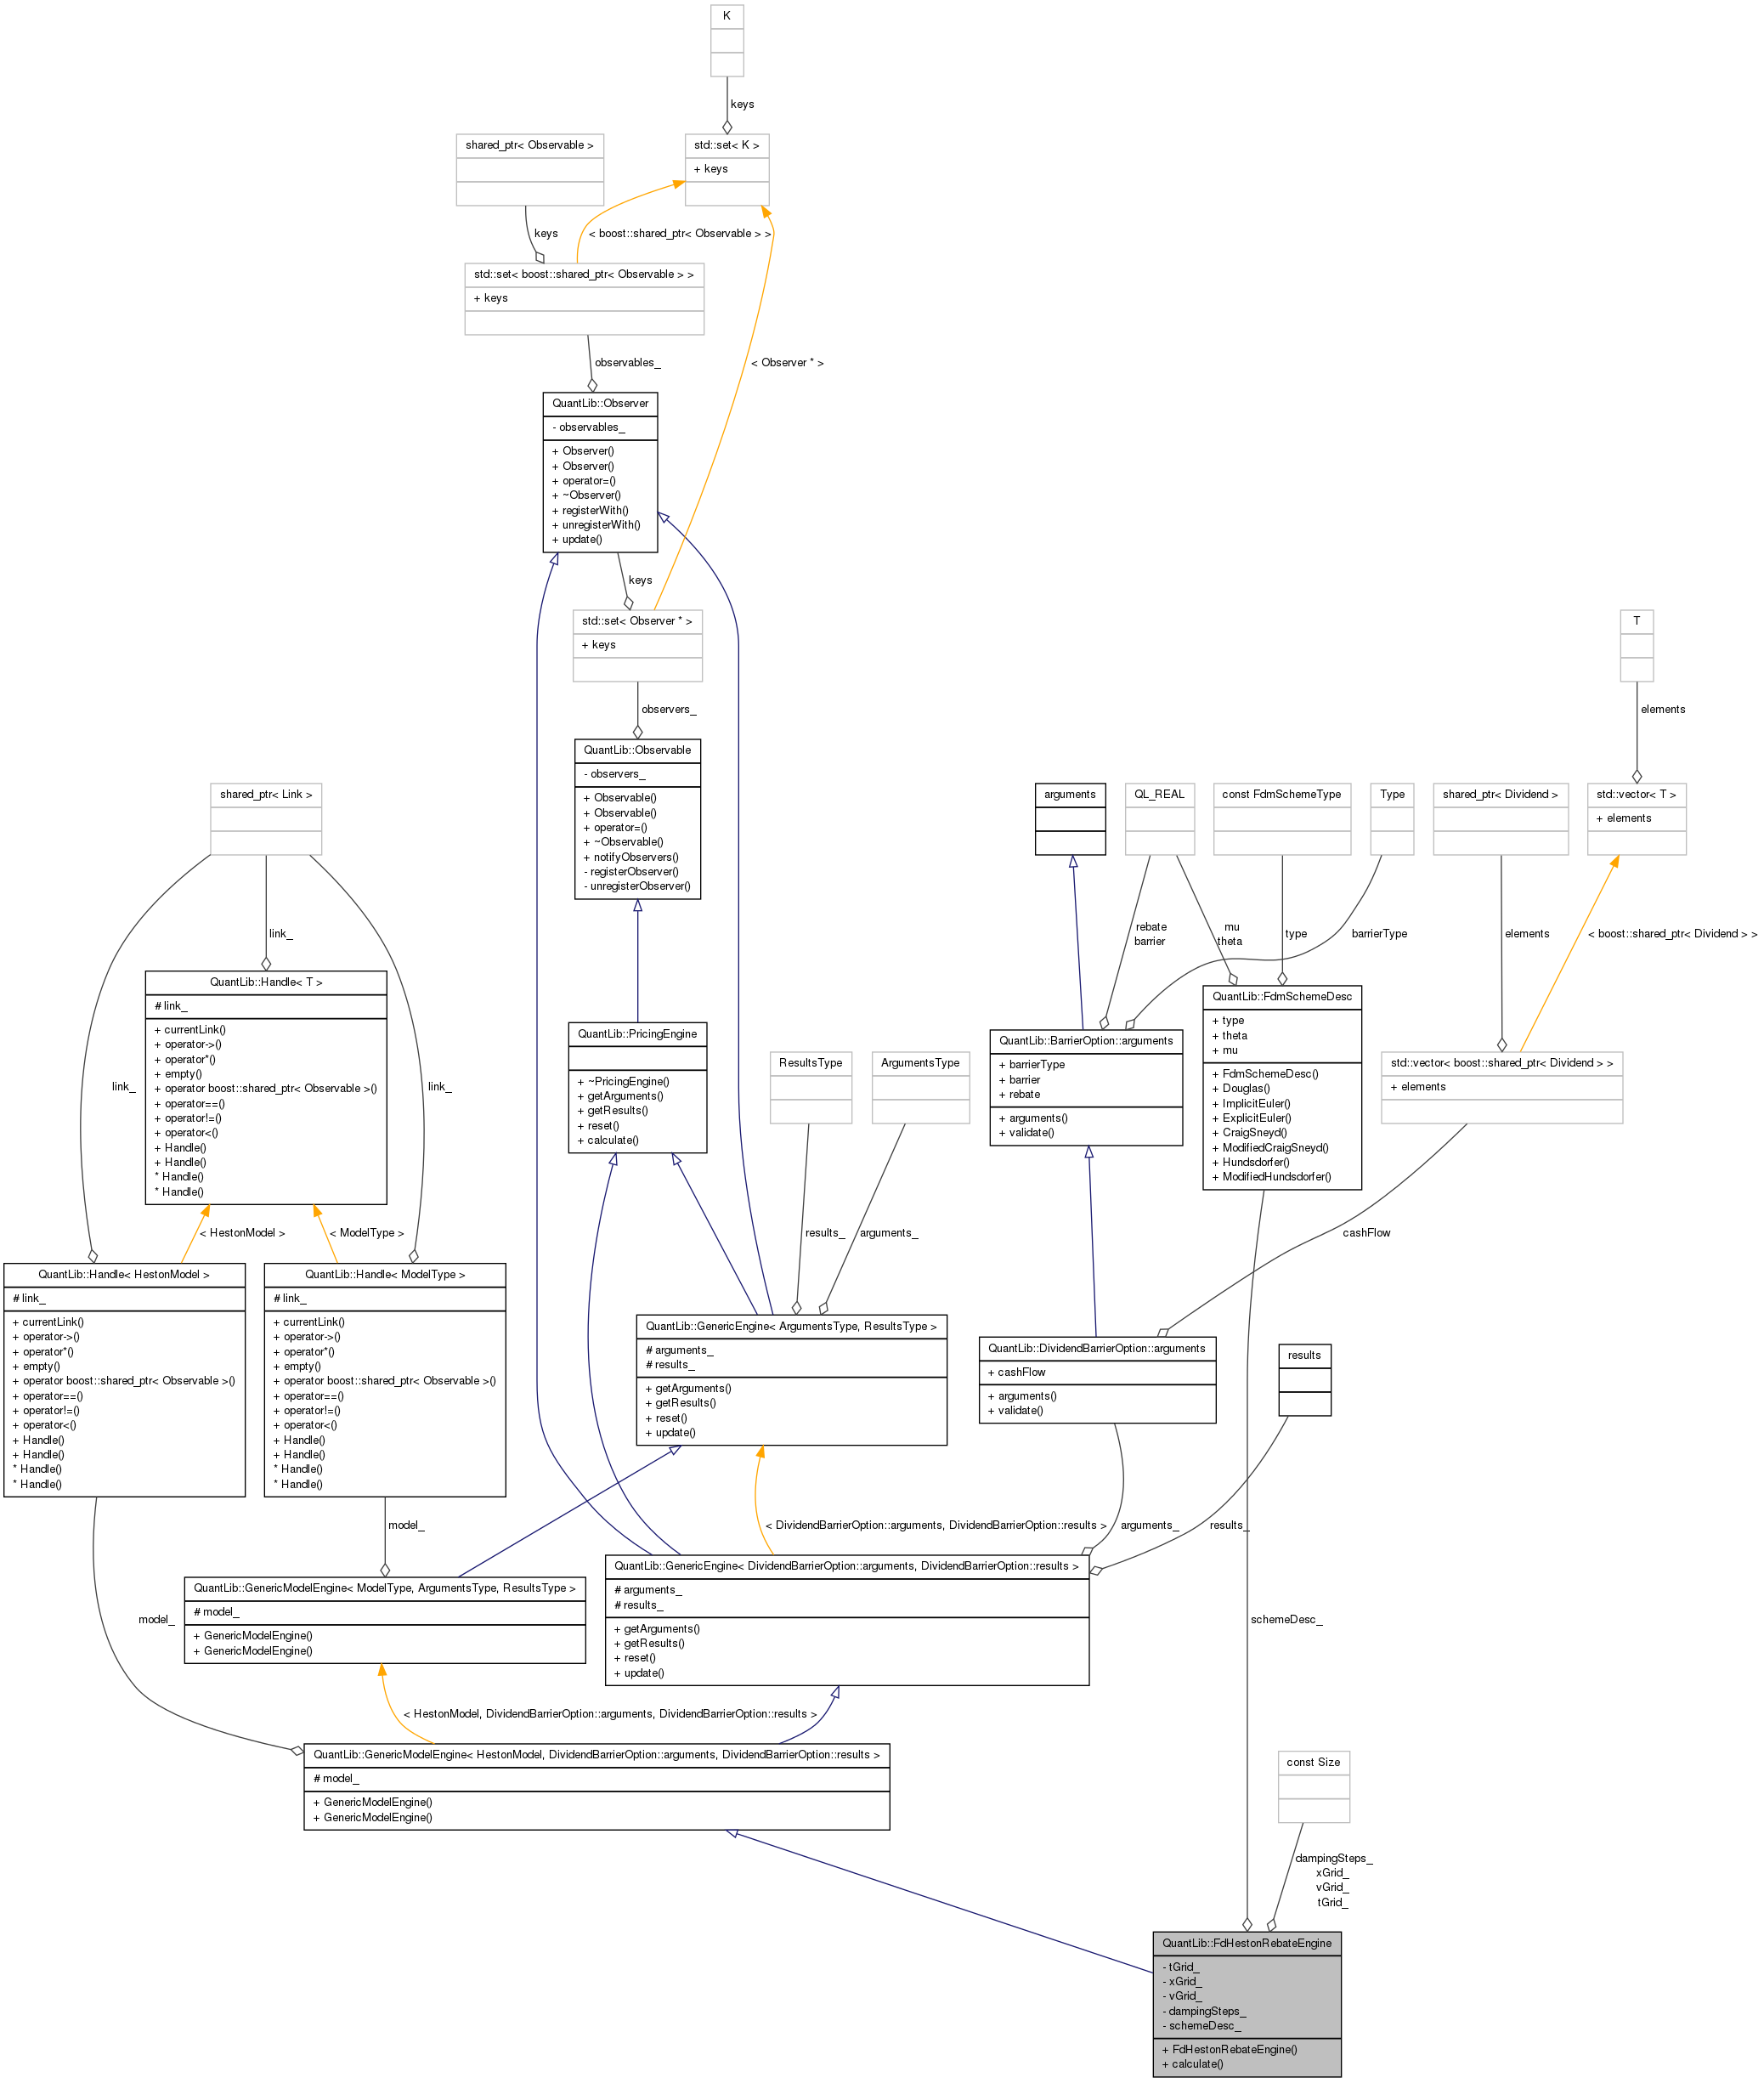 K
keys
shared_ptr< Observable >
std::set< K >
+ keys
keys
< boost::shared_ptr< Observable > >
std::set< boost::shared_ptr< Observable > >
+ keys
observables_
< Observer * >
QuantLib::Observer
- observables_
+ Observer()
+ Observer()
+ operator=()
+ ~Observer()
+ registerWith()
+ unregisterWith()
+ update()
keys
std::set< Observer * >
+ keys
T
observers_
elements
QuantLib::Observable
- observers_
+ Observable()
+ Observable()
+ operator=()
+ ~Observable()
+ notifyObservers()
- registerObserver()
- unregisterObserver()
shared_ptr< Link >
arguments
QL_REAL
const FdmSchemeType
Type
shared_ptr< Dividend >
std::vector< T >
+ elements
link_
rebate
barrier
mu
theta
type
barrierType
elements
< boost::shared_ptr< Dividend > >
QuantLib::Handle< T >
# link_
+ currentLink()
+ operator->()
+ operator*()
+ empty()
+ operator boost::shared_ptr< Observable >()
+ operator==()
+ operator!=()
+ operator<()
+ Handle()
+ Handle()
* Handle()
* Handle()
link_
link_
QuantLib::PricingEngine
+ ~PricingEngine()
+ getArguments()
+ getResults()
+ reset()
+ calculate()
ResultsType
ArgumentsType
QuantLib::BarrierOption::arguments
+ barrierType
+ barrier
+ rebate
+ arguments()
+ validate()
QuantLib::FdmSchemeDesc
+ type
+ theta
+ mu
+ FdmSchemeDesc()
+ Douglas()
+ ImplicitEuler()
+ ExplicitEuler()
+ CraigSneyd()
+ ModifiedCraigSneyd()
+ Hundsdorfer()
+ ModifiedHundsdorfer()
std::vector< boost::shared_ptr< Dividend > >
+ elements
< HestonModel >
< ModelType >
results_
arguments_
cashFlow
QuantLib::Handle< HestonModel >
# link_
+ currentLink()
+ operator->()
+ operator*()
+ empty()
+ operator boost::shared_ptr< Observable >()
+ operator==()
+ operator!=()
+ operator<()
+ Handle()
+ Handle()
* Handle()
* Handle()
QuantLib::Handle< ModelType >
# link_
+ currentLink()
+ operator->()
+ operator*()
+ empty()
+ operator boost::shared_ptr< Observable >()
+ operator==()
+ operator!=()
+ operator<()
+ Handle()
+ Handle()
* Handle()
* Handle()
QuantLib::GenericEngine< ArgumentsType, ResultsType >
# arguments_
# results_
+ getArguments()
+ getResults()
+ reset()
+ update()
QuantLib::DividendBarrierOption::arguments
+ cashFlow
+ arguments()
+ validate()
results
model_
< DividendBarrierOption::arguments, DividendBarrierOption::results >
arguments_
results_
QuantLib::GenericModelEngine< ModelType, ArgumentsType, ResultsType >
# model_
+ GenericModelEngine()
+ GenericModelEngine()
QuantLib::GenericEngine< DividendBarrierOption::arguments, DividendBarrierOption::results >
# arguments_
# results_
+ getArguments()
+ getResults()
+ reset()
+ update()
model_
schemeDesc_
< HestonModel, DividendBarrierOption::arguments, DividendBarrierOption::results >
QuantLib::GenericModelEngine< HestonModel, DividendBarrierOption::arguments, DividendBarrierOption::results >
# model_
+ GenericModelEngine()
+ GenericModelEngine()
const Size
dampingSteps_
xGrid_
vGrid_
tGrid_
QuantLib::FdHestonRebateEngine
- tGrid_
- xGrid_
- vGrid_
- dampingSteps_
- schemeDesc_
+ FdHestonRebateEngine()
+ calculate()